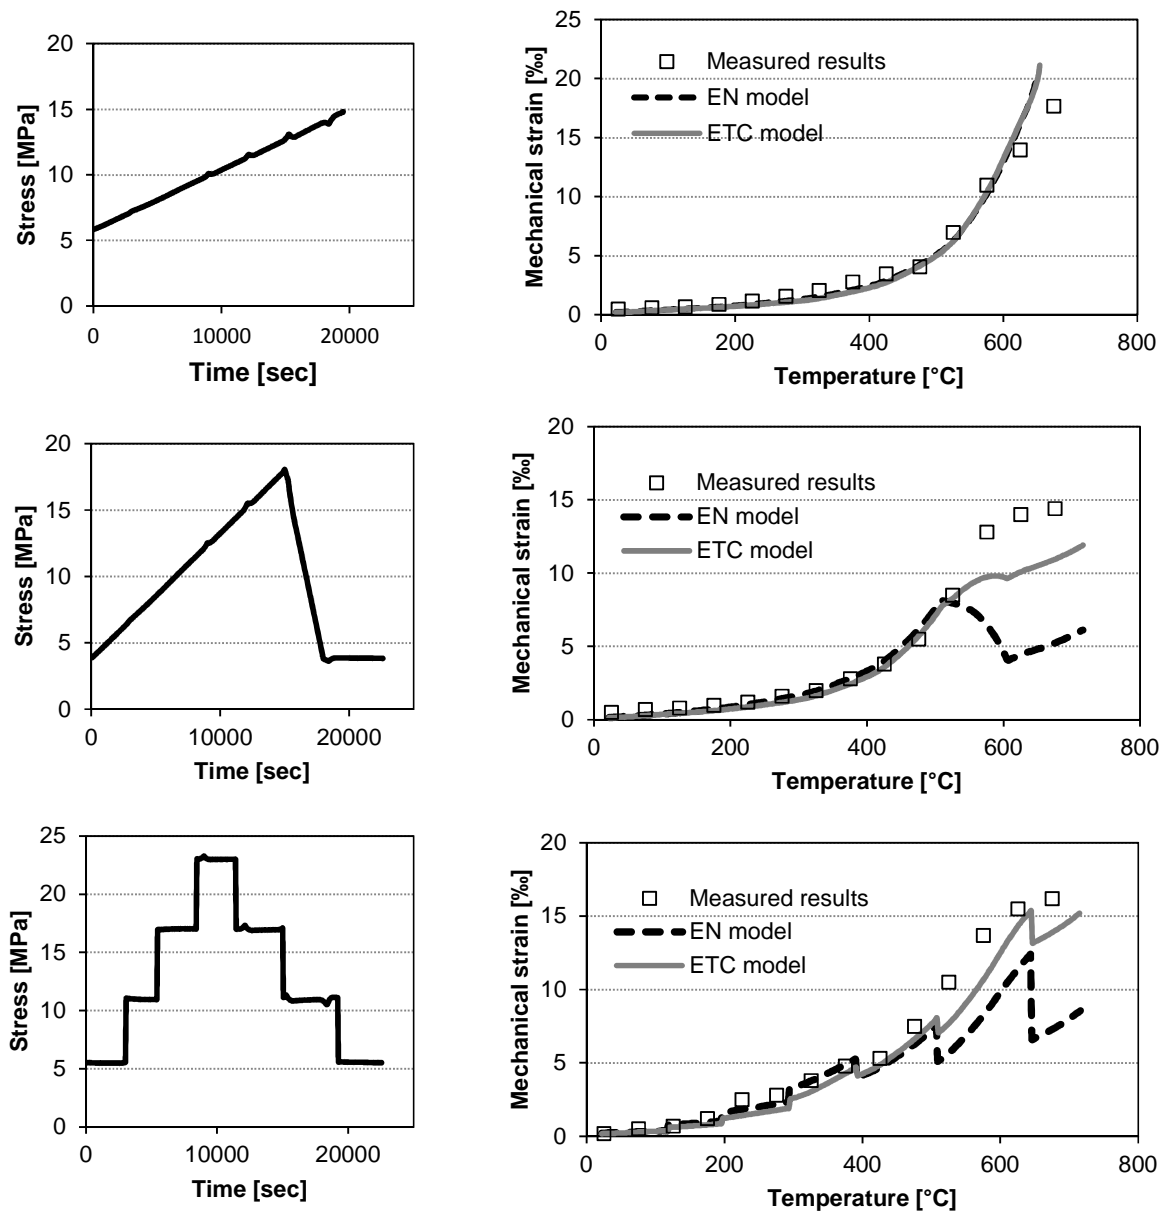 20
15
10
5
0
0
10000
20000
Stress [MPa]
Time [sec]
25
20
15
10
5
0
0
200
400
600
800
Mechanical strain [‰]
Temperature [°C]
Measured results
EN model
ETC model
20
15
10
5
0
0
10000
20000
Stress [MPa]
Time [sec]
20
15
10
5
0
0
200
400
600
800
Mechanical strain [‰]
Temperature [°C]
Measured results
EN model
ETC model
25
20
15
10
5
0
0
10000
20000
Stress [MPa]
Time [sec]
20
15
10
5
0
0
200
400
600
800
Mechanical strain [‰]
Temperature [°C]
Measured results
EN model
ETC model